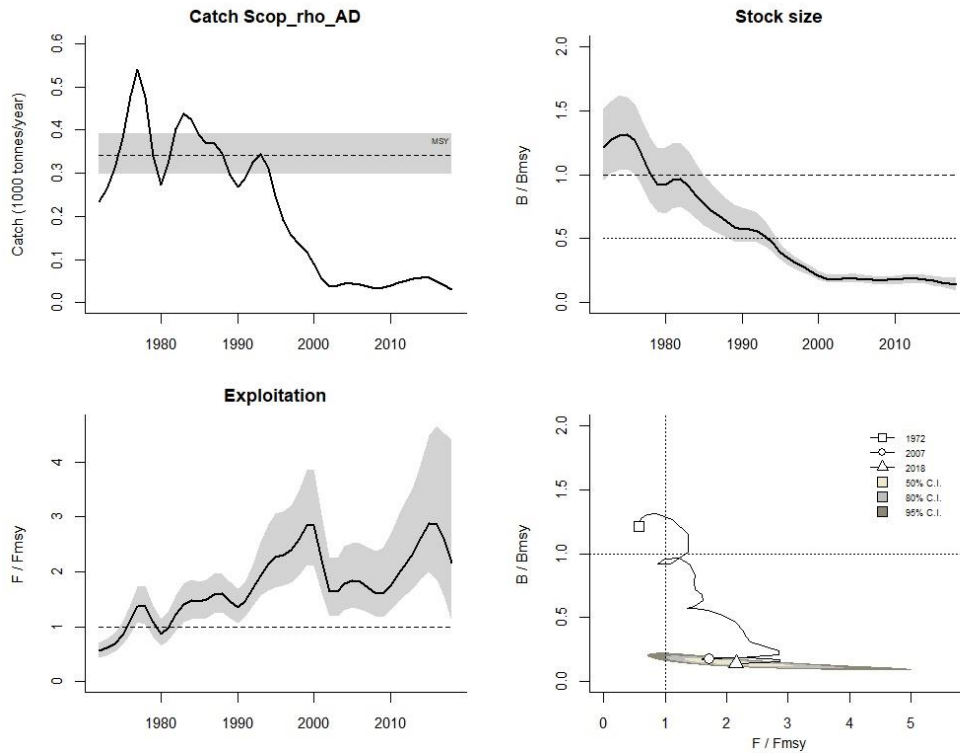 Catch Scop_rho_AD
Catch (1000 tonnes/year)
0.0 0.1 0.2 0.3 0.4 0.5 0.6
MSY
1980 1990 2000 2010
Stock size
B / Bmsy
0.0 0.5 1.0 1.5 2.0
1980 1990 2000 2010
Exploitation
F / Fmsy
0 1 2 3 4
1980 1990 2000 2010
B / Bmsy
0.0 0.5 1.0 1.5 2.0
1972
2007
2018
50% C.I.
80% C.I.
95% C.I.
0 1 2 3 4 5
F / Fmsy